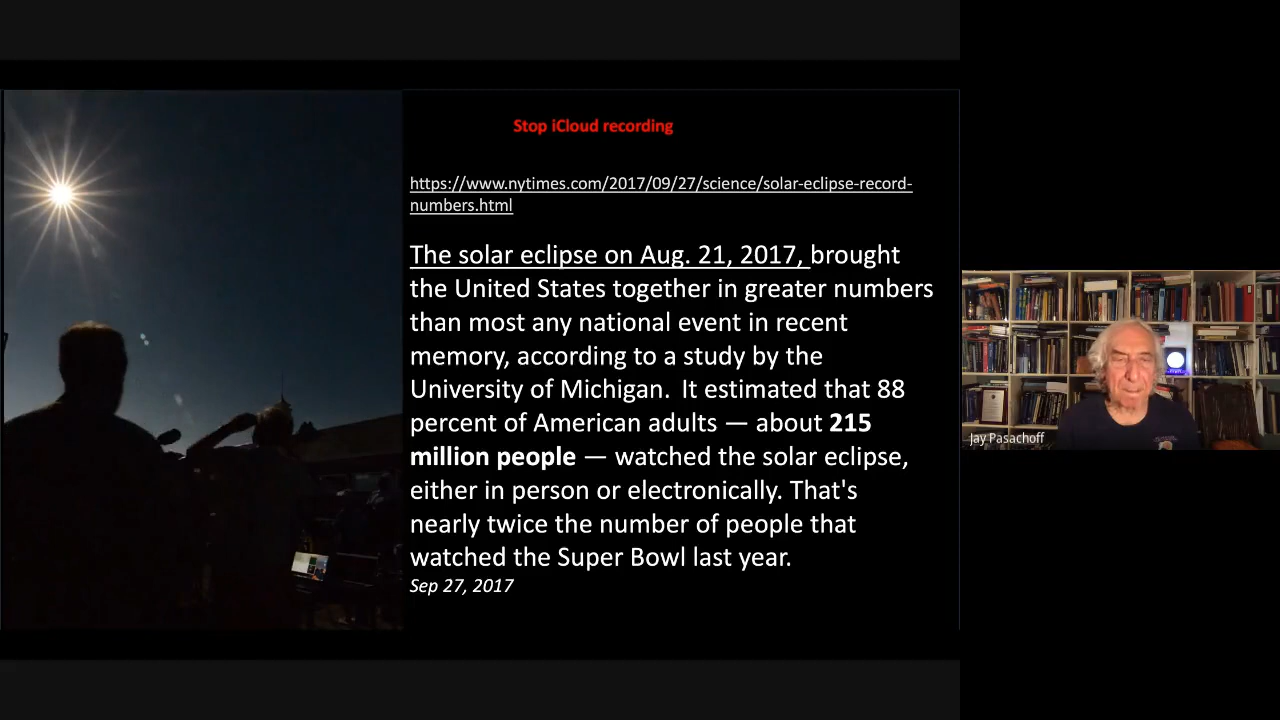 Stop iCloud recording
https://www.nytimes.com/2017/09/27/science/solar-eclipse-record-
numbers.html
The solar eclipse on Aug. 21, 2017, brought
the United States together in greater numbers
than most any national event in recent
memory, according to a study by the
University of Michigan.  It estimated that 88
percent of American adults — about 215
million people — watched the solar eclipse,
either in person or electronically. That's
nearly twice the number of people that
watched the Super Bowl last year.
Sep 27, 2017
Jay Pasachoff